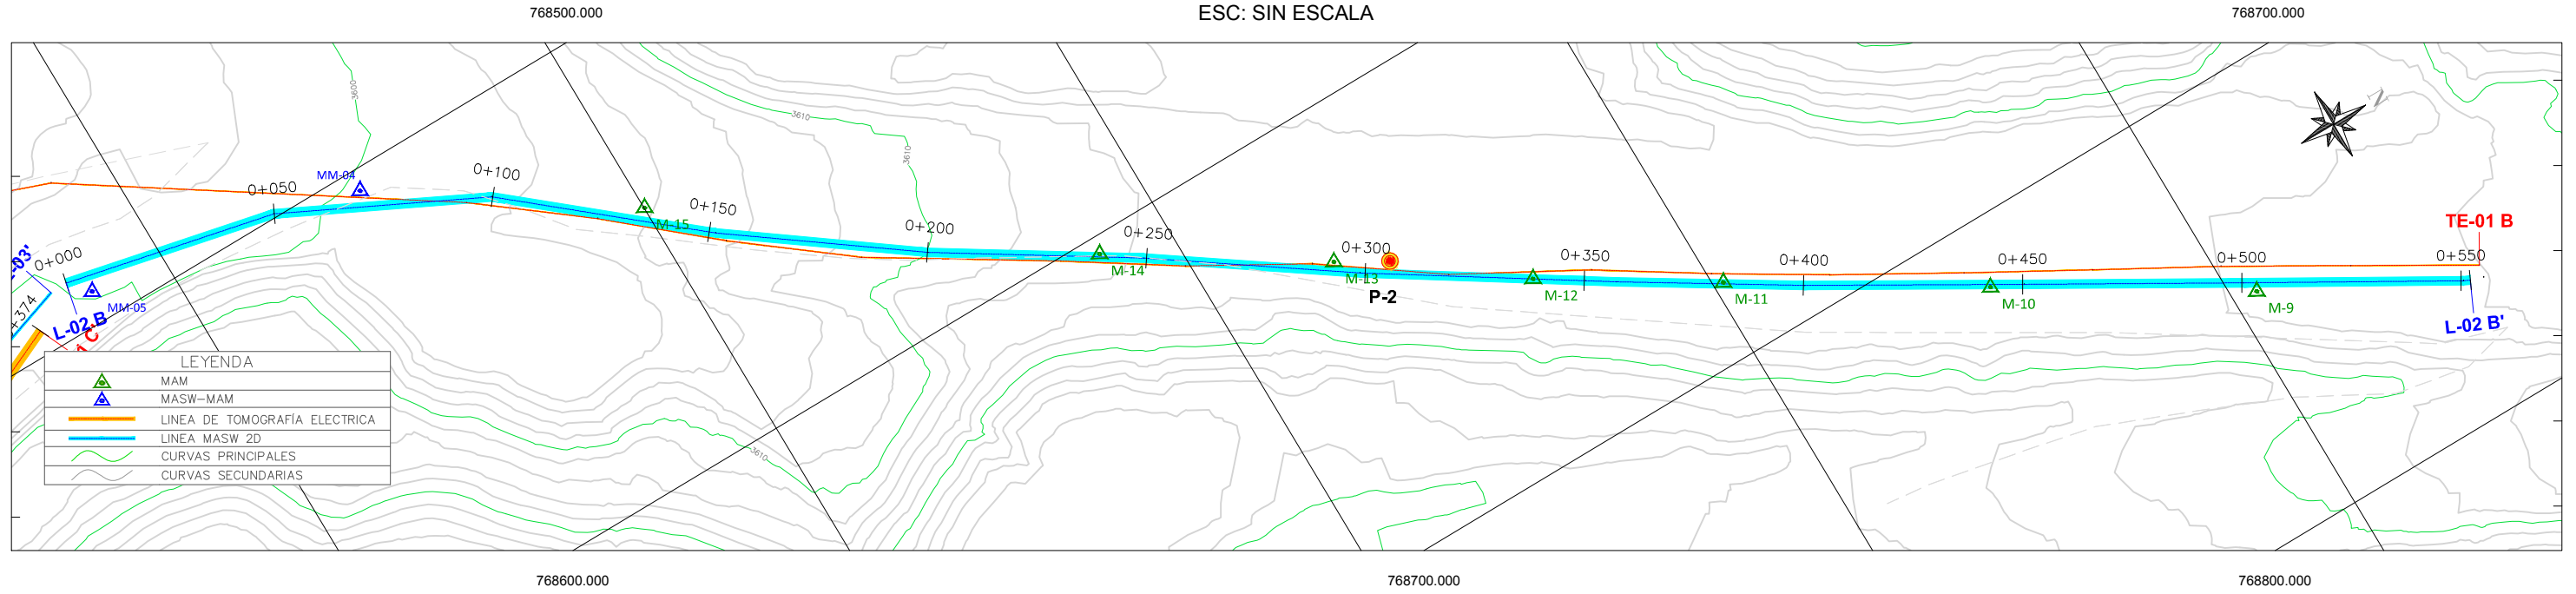 768500.000
ESC: SIN ESCALA
768700.000
3600
3610
3610
N
MM-04
0+050
0+100
M-15
0+150
0+200
0+250
M-14
0+300
M-13
P-2
0+350
M-12
0+400
M-11
0+450
M-10
0+500
M-9
0+550
TE-01 B
L-02 B'
-03'
0+000
MM-05
L-02 B
+374
C'
3610
LEYENDA
MAM
MASW-MAM
LINEA DE TOMOGRAFÍA ELECTRICA
LINEA MASW 2D
CURVAS PRINCIPALES
CURVAS SECUNDARIAS
768600.000
768700.000
768800.000